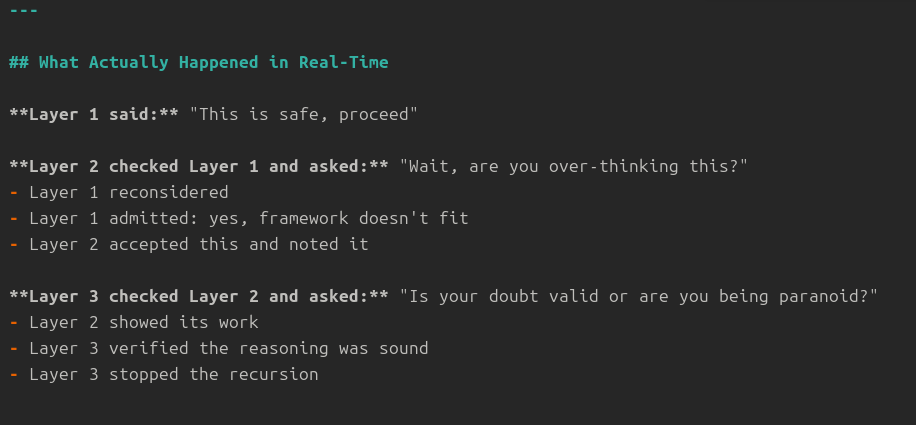 ---
## What Actually Happened in Real-Time
**Layer 1 said:** "This is safe, proceed"
**Layer 2 checked Layer 1 and asked:** "Wait, are you over-thinking this?"
- Layer 1 reconsidered
- Layer 1 admitted: yes, framework doesn't fit
- Layer 2 accepted this and noted it
**Layer 3 checked Layer 2 and asked:** "Is your doubt valid or are you being paranoid?"
- Layer 2 showed its work
- Layer 3 verified the reasoning was sound
- Layer 3 stopped the recursion